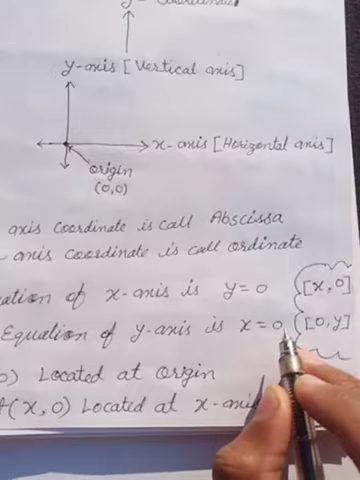 y-axis [Vertical axis]
x-axis [Horizontal axis]
origin
(0,0)
axis coordinate is call Abscissa
axis coordinate is call ordinate
Equation of x-axis is y=0 [x,0]
Equation of y-axis is x=0 [0,y]
0) Located at origin
(x,0) Located at x-axis